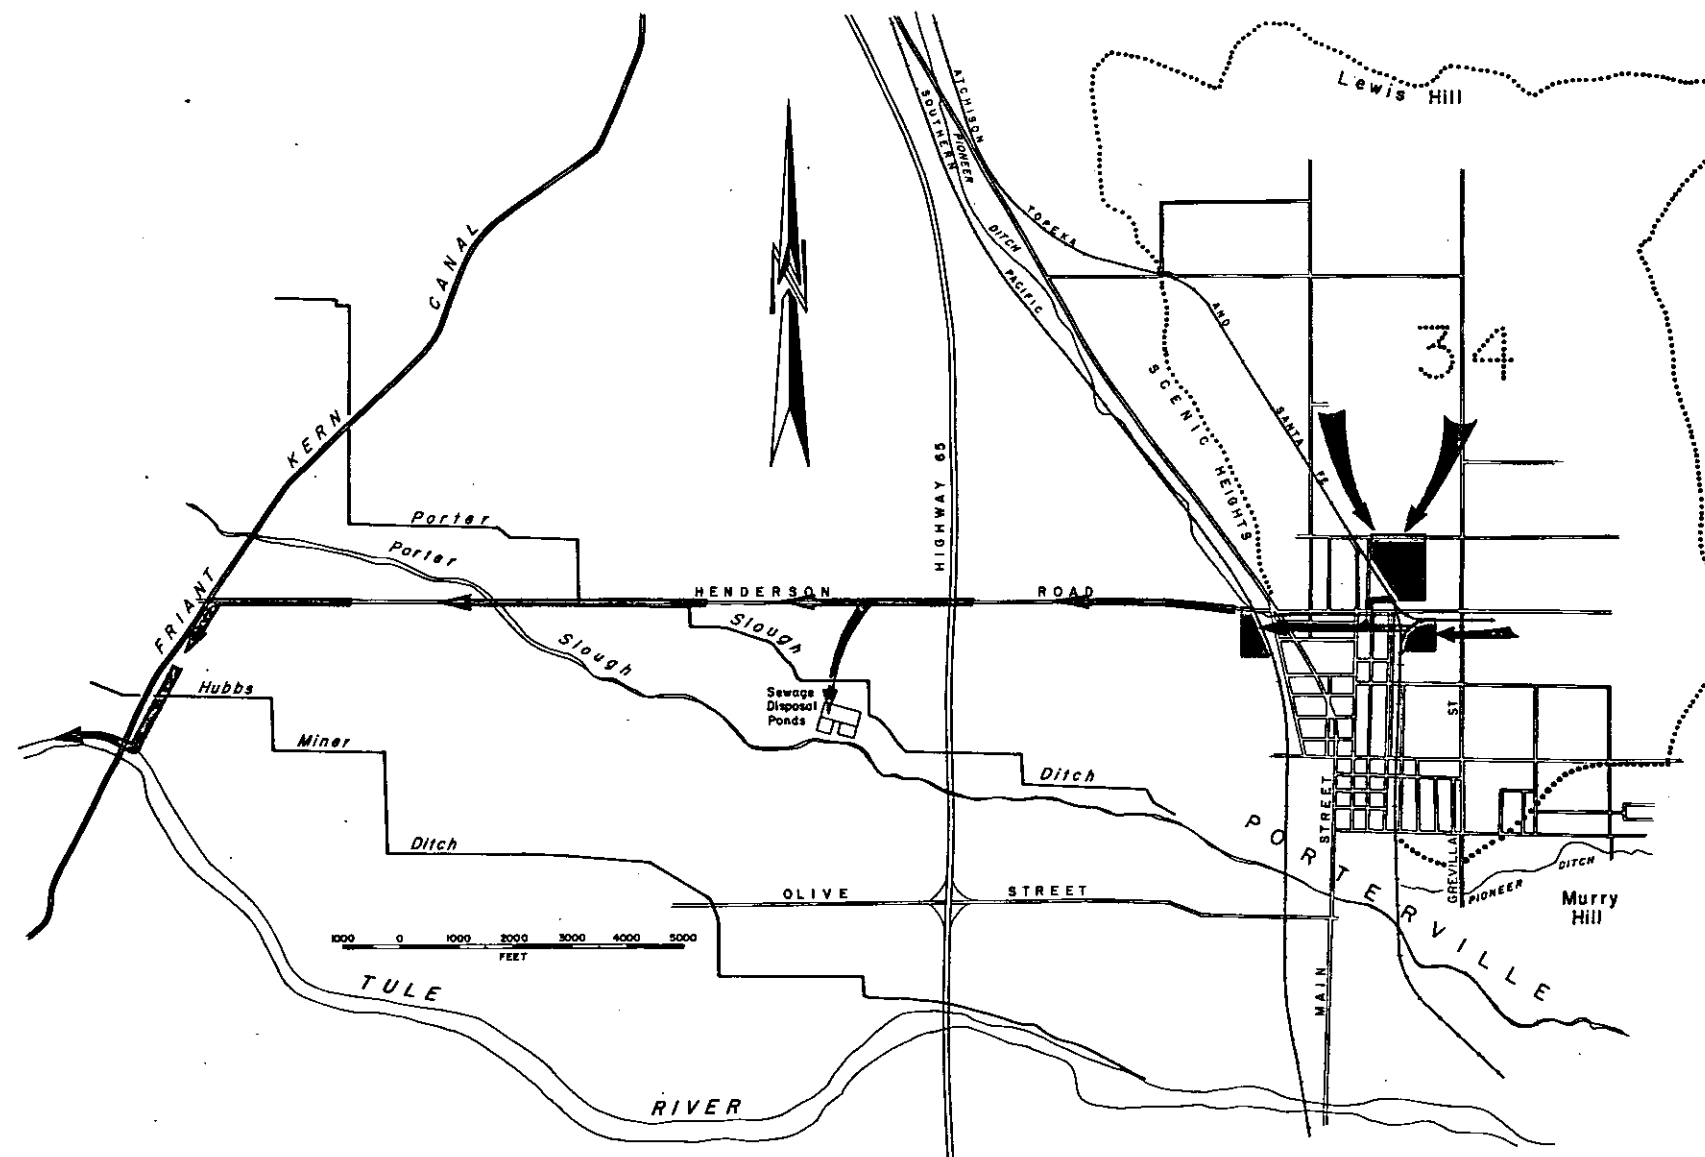 Lewis Hill
ATCHISON
TOPEKA
AND
SANTA
FE
SOUTHERN
PACIFIC
PIONEER
DITCH
N
FRIANT KERN CANAL
34
SCENIC HEIGHTS
HIGHWAY 65
Porter
Porter
HENDERSON ROAD
Slough
Slough
Hubbs
Miner
Ditch
Sewage
Disposal
Ponds
Ditch
ST
GREVILLA
STREET
MAIN
PORTERVILLE
PIONEER DITCH
Murry
Hill
OLIVE STREET
1000 0 1000 2000 3000 4000 5000
FEET
TULE
RIVER